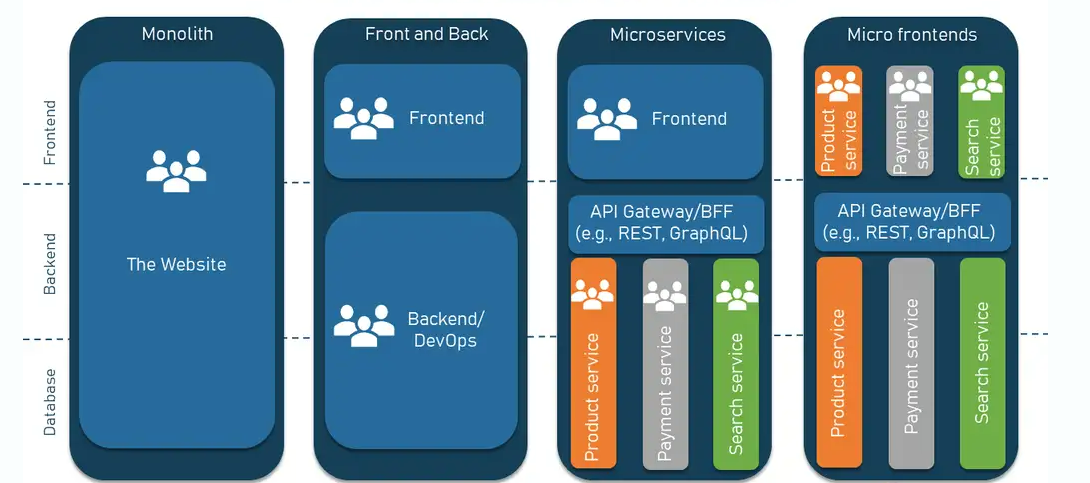 Monolith
Front and Back
Microservices
Micro frontends
Frontend
Backend
Database
The Website
Frontend
Backend/
DevOps
Frontend
API Gateway/BFF
(e.g., REST, GraphQL)
Product service
Payment service
Search service
Product
service
Payment
service
Search
service
API Gateway/BFF
(e.g., REST, GraphQL)
Product service
Payment service
Search service